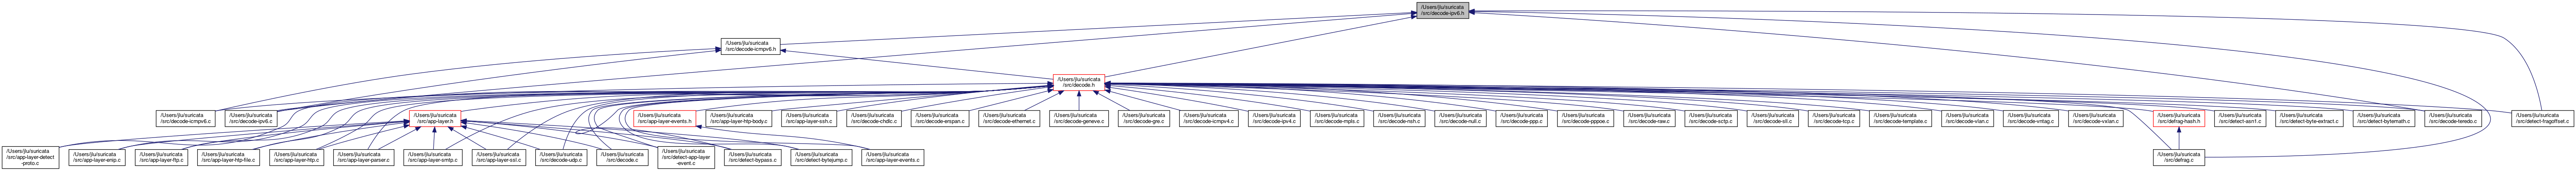 /Users/jlu/suricata
/src/decode-ipv6.h
/Users/jlu/suricata
/src/decode-icmpv6.h
/Users/jlu/suricata
/src/decode.h
/Users/jlu/suricata
/src/decode-icmpv6.c
/Users/jlu/suricata
/src/decode-ipv6.c
/Users/jlu/suricata
/src/app-layer.h
/Users/jlu/suricata
/src/app-layer-events.h
/Users/jlu/suricata
/src/app-layer-htp-body.c
/Users/jlu/suricata
/src/app-layer-ssh.c
/Users/jlu/suricata
/src/decode-chdlc.c
/Users/jlu/suricata
/src/decode-erspan.c
/Users/jlu/suricata
/src/decode-ethernet.c
/Users/jlu/suricata
/src/decode-geneve.c
/Users/jlu/suricata
/src/decode-gre.c
/Users/jlu/suricata
/src/decode-icmpv4.c
/Users/jlu/suricata
/src/decode-ipv4.c
/Users/jlu/suricata
/src/decode-mpls.c
/Users/jlu/suricata
/src/decode-nsh.c
/Users/jlu/suricata
/src/decode-null.c
/Users/jlu/suricata
/src/decode-ppp.c
/Users/jlu/suricata
/src/decode-pppoe.c
/Users/jlu/suricata
/src/decode-raw.c
/Users/jlu/suricata
/src/decode-sctp.c
/Users/jlu/suricata
/src/decode-sll.c
/Users/jlu/suricata
/src/decode-tcp.c
/Users/jlu/suricata
/src/decode-template.c
/Users/jlu/suricata
/src/decode-vlan.c
/Users/jlu/suricata
/src/decode-vntag.c
/Users/jlu/suricata
/src/decode-vxlan.c
/Users/jlu/suricata
/src/defrag-hash.h
/Users/jlu/suricata
/src/detect-asn1.c
/Users/jlu/suricata
/src/detect-byte-extract.c
/Users/jlu/suricata
/src/detect-bytemath.c
/Users/jlu/suricata
/src/decode-teredo.c
/Users/jlu/suricata
/src/detect-fragoffset.c
/Users/jlu/suricata
/src/app-layer-detect
-proto.c
/Users/jlu/suricata
/src/app-layer-enip.c
/Users/jlu/suricata
/src/app-layer-ftp.c
/Users/jlu/suricata
/src/app-layer-htp-file.c
/Users/jlu/suricata
/src/app-layer-htp.c
/Users/jlu/suricata
/src/app-layer-parser.c
/Users/jlu/suricata
/src/app-layer-smtp.c
/Users/jlu/suricata
/src/app-layer-ssl.c
/Users/jlu/suricata
/src/decode-udp.c
/Users/jlu/suricata
/src/decode.c
/Users/jlu/suricata
/src/detect-app-layer
-event.c
/Users/jlu/suricata
/src/detect-bypass.c
/Users/jlu/suricata
/src/detect-bytejump.c
/Users/jlu/suricata
/src/app-layer-events.c
/Users/jlu/suricata
/src/defrag.c